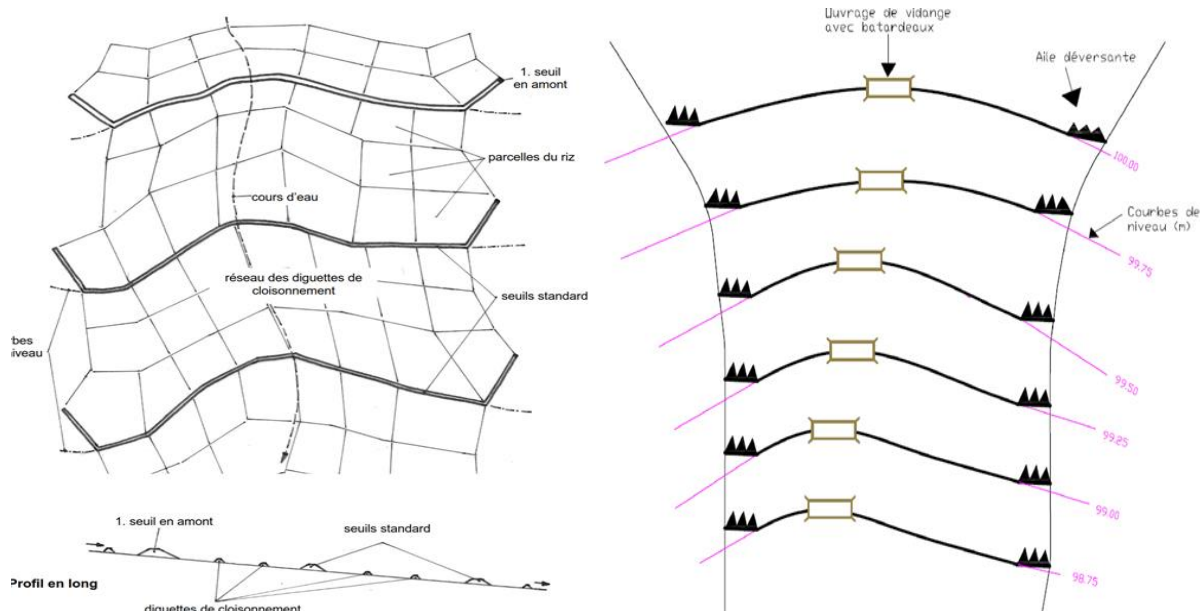 1. seuil
en amont
parcelles du riz
cours d'eau
réseau des diguettes de
cloisonnement
seuils standard
1. seuil en amont
seuils standard
Profil en long
diguettes de cloisonnement
Ouvrage de vidange
avec batardeaux
Aile déversante
100.00
Courbes de
niveau (m)
99.75
99.50
99.25
99.00
98.75